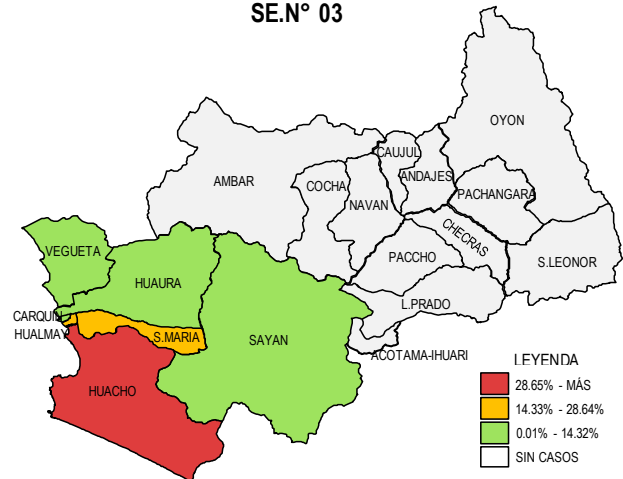 SE.N° 03
OYON
CAUJUL
ANDAJES
AMBAR
COCHA
PACHANGARA
NAVAN
CHECRAS
VEGUETA
PACCHO
S.LEONOR
HUAURA
L.PRADO
CARQUIN
HUALMAY
S.MARIA
SAYAN
ACOTAMA-IHUARI
HUACHO
LEYENDA
28.65% - MÁS
14.33% - 28.64%
0.01% - 14.32%
SIN CASOS